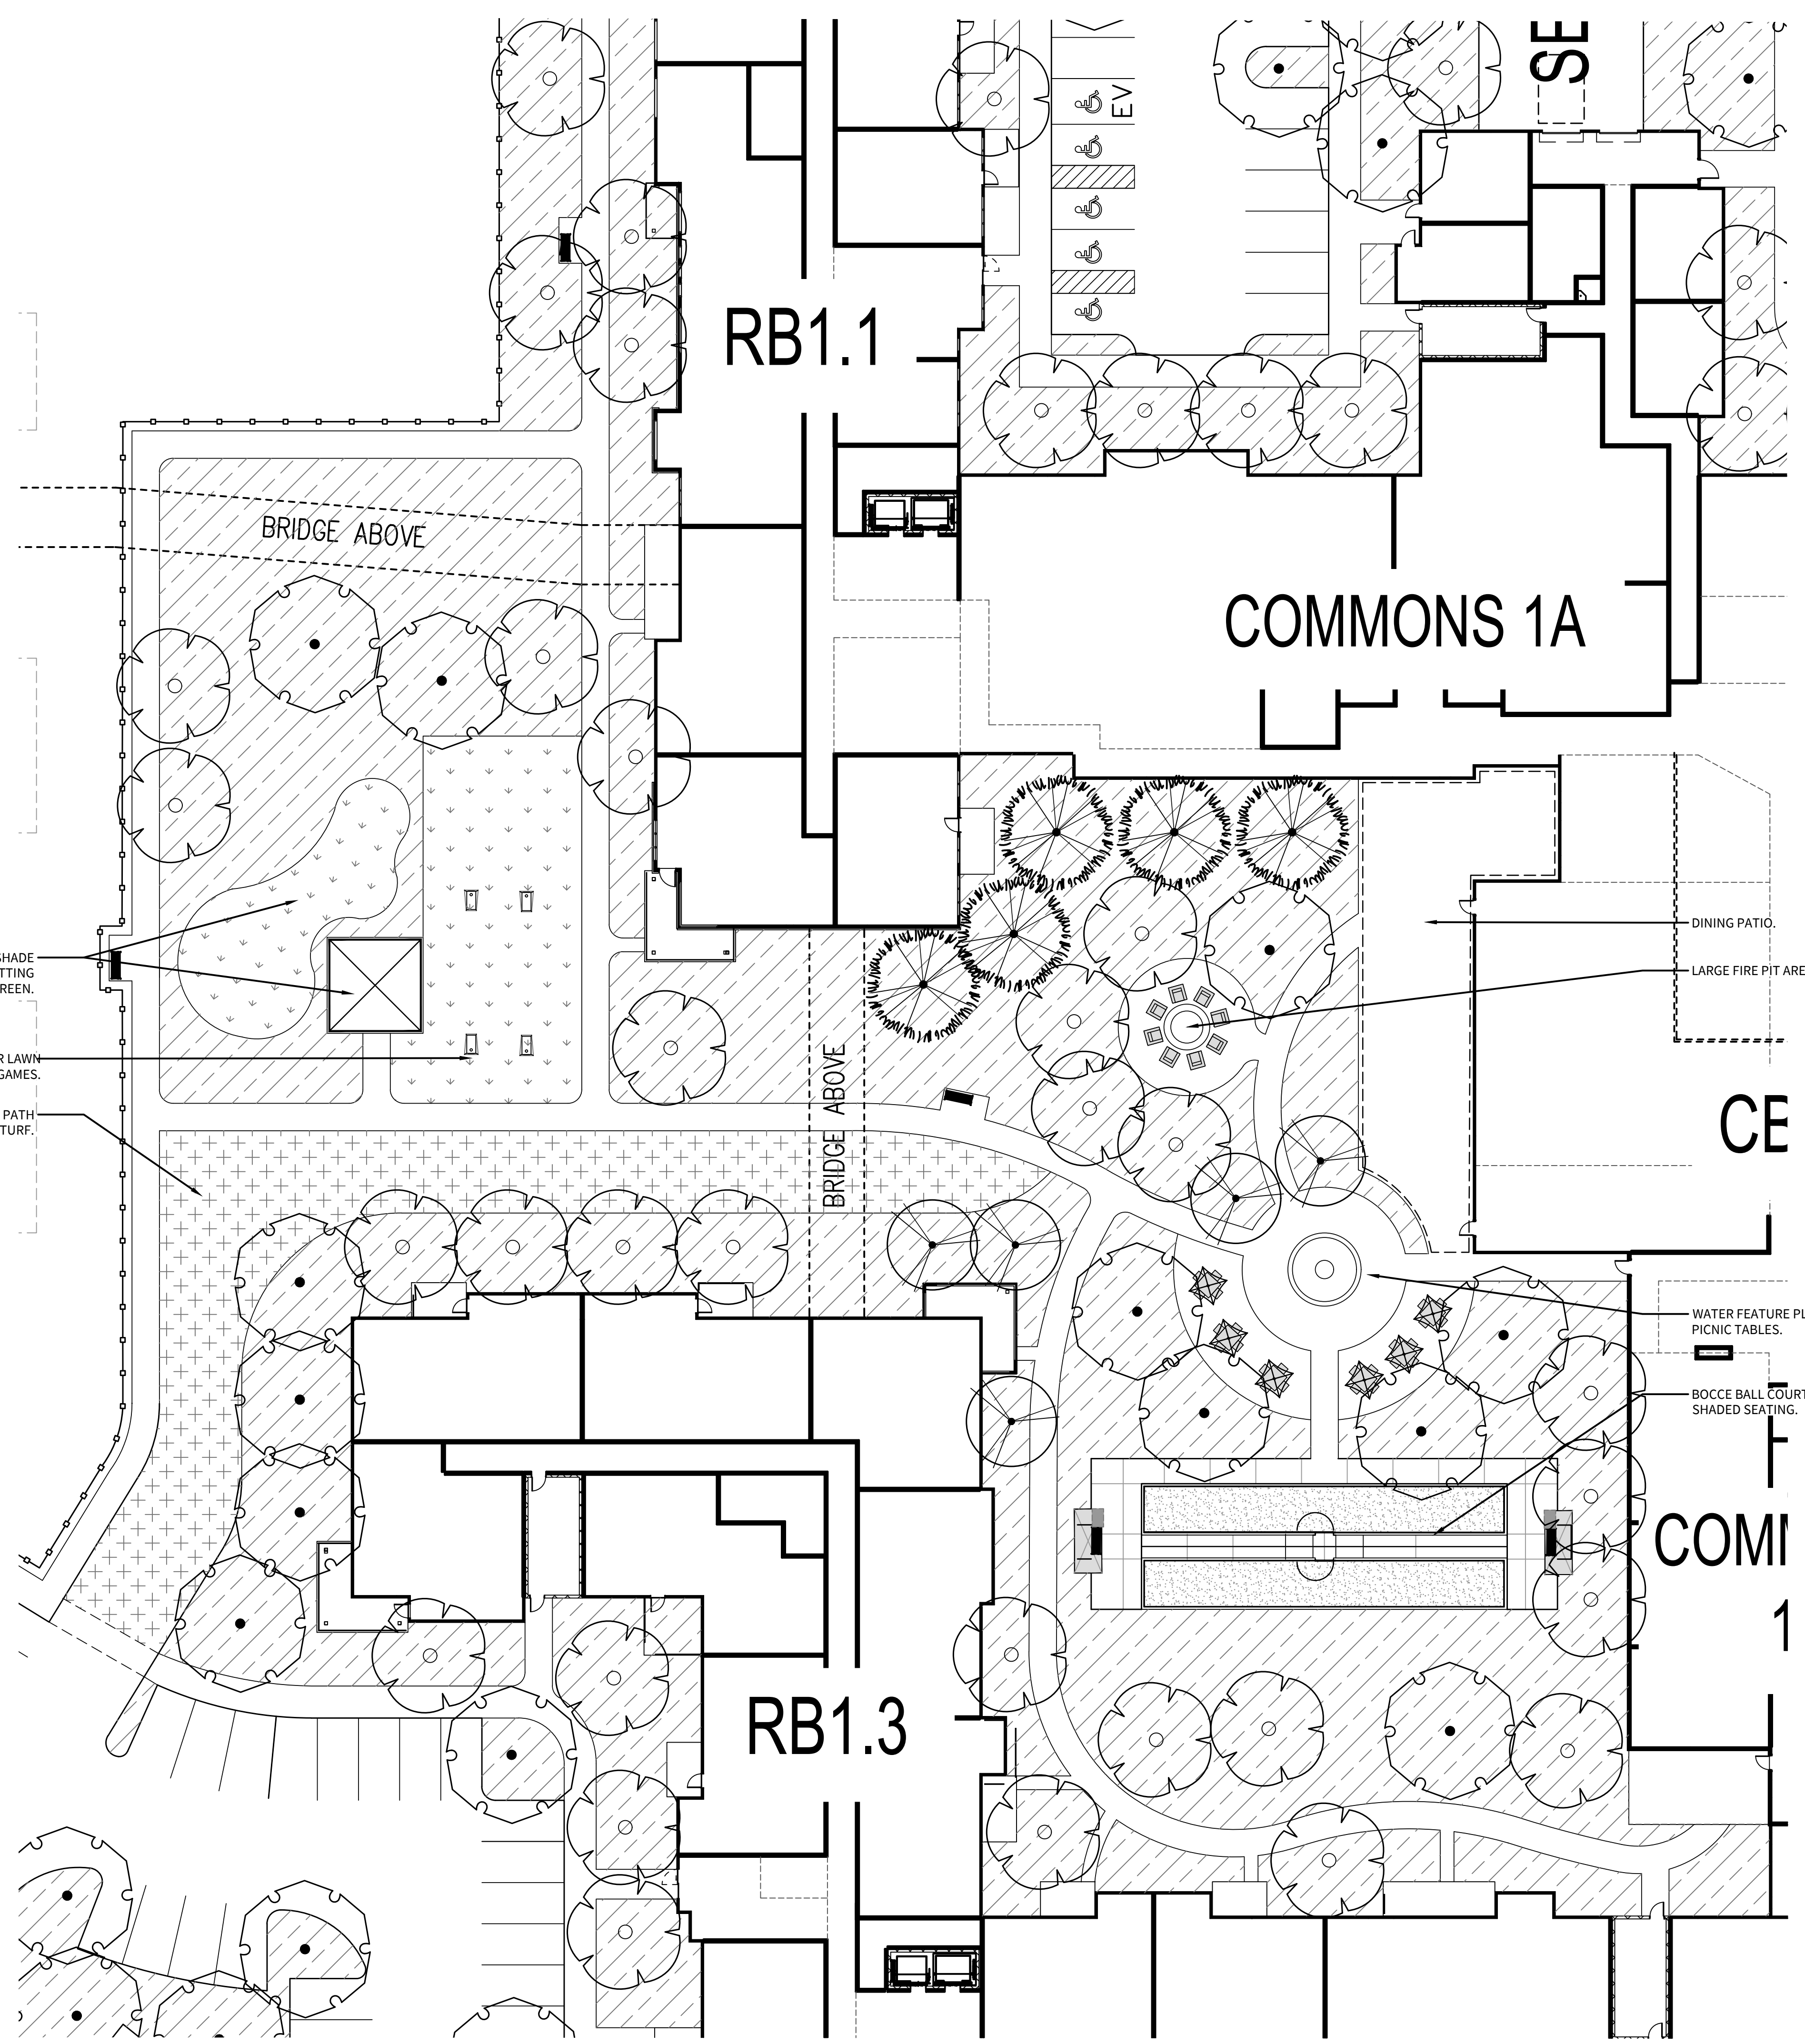 SE
EV
RB1.1
BRIDGE ABOVE
COMMONS 1A
DINING PATIO.
SHADE
LARGE FIRE PIT ARE
TTING
REEN.
R LAWN
GAMES.
BRIDGE ABOVE
PATH
TURF.
CE
WATER FEATURE PL
PICNIC TABLES.
BOCCE BALL COURT
SHADED SEATING.
COM
1
RB1.3